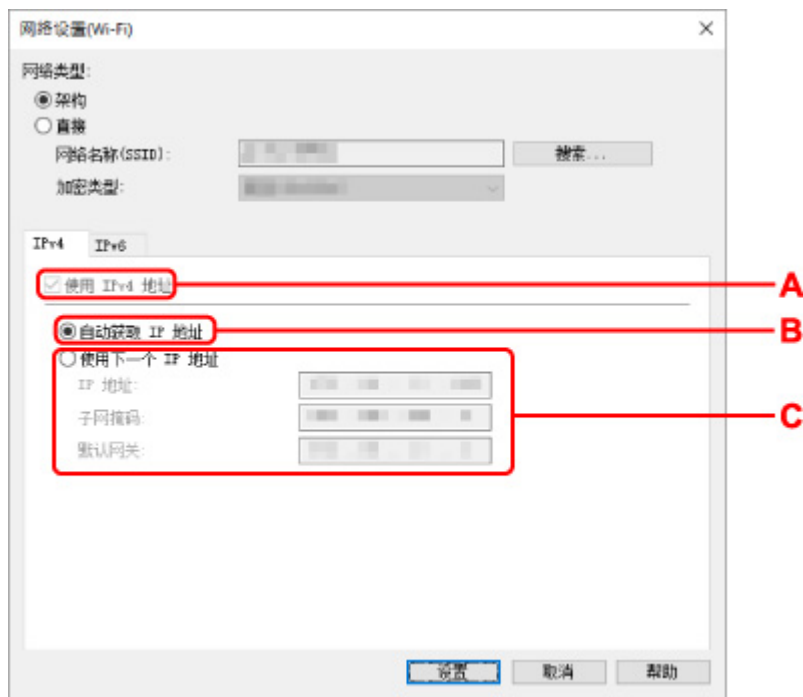 网络设置(Wi-Fi)
网络类型:
架构
直接
网络名称(SSID):
搜索...
加密类型:
IPv4 IPv6
使用 IPv4 地址
A
自动获取 IP 地址
B
使用下一个 IP 地址
IP 地址:
子网掩码:
C
默认网关:
设置 取消 帮助